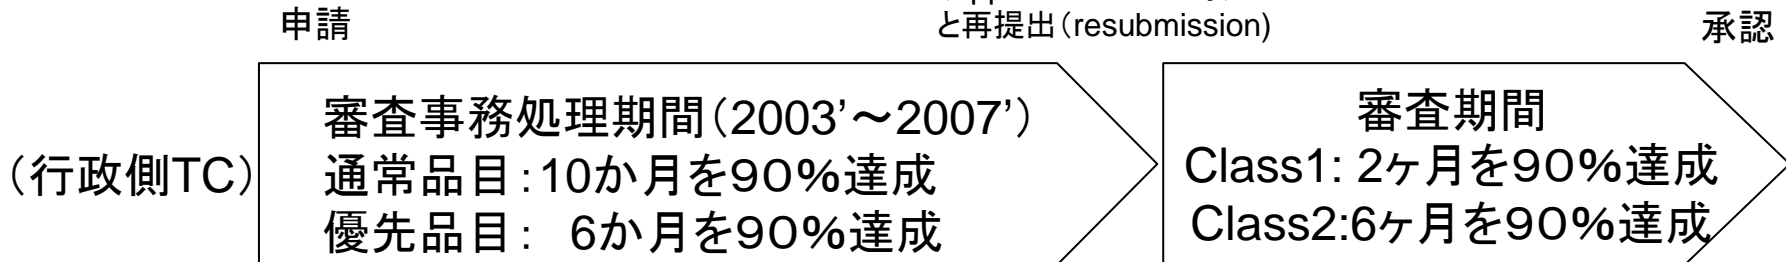 申請
と再提出（resubmission)
承認
（行政側TC）
審査事務処理期間（2003’～2007’）
通常品目：10か月を９０%達成
優先品目： 6か月を９０%達成
審査期間
Class1: 2ヶ月を９０%達成
Class2:6ヶ月を９０%達成